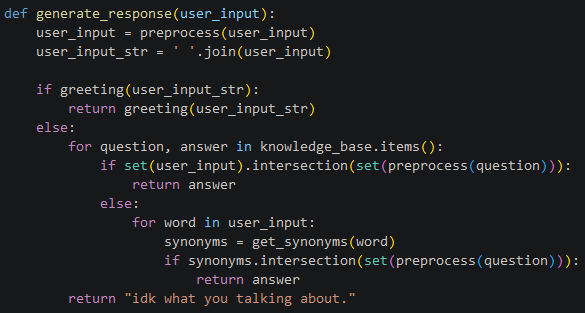 def generate_response(user_input):
    user_input = preprocess(user_input)
    user_input_str = ' '.join(user_input)

    if greeting(user_input_str):
        return greeting(user_input_str)
    else:
        for question, answer in knowledge_base.items():
            if set(user_input).intersection(set(preprocess(question))):
                return answer
            else:
                for word in user_input:
                    synonyms = get_synonyms(word)
                    if synonyms.intersection(set(preprocess(question))):
                        return answer
        return "idk what you talking about."